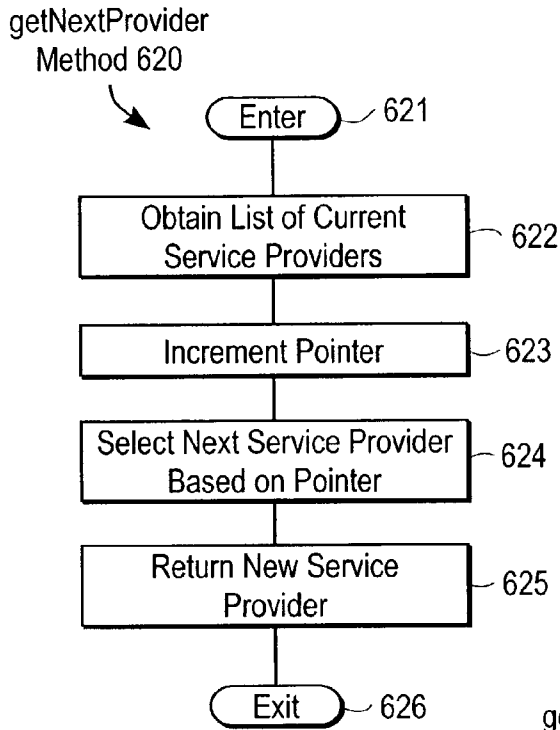 getNextProvider
Method 620
Enter
621
Obtain List of Current
Service Providers
622
Increment Pointer
623
Select Next Service Provider
Based on Pointer
624
Return New Service
Provider
625
Exit
626